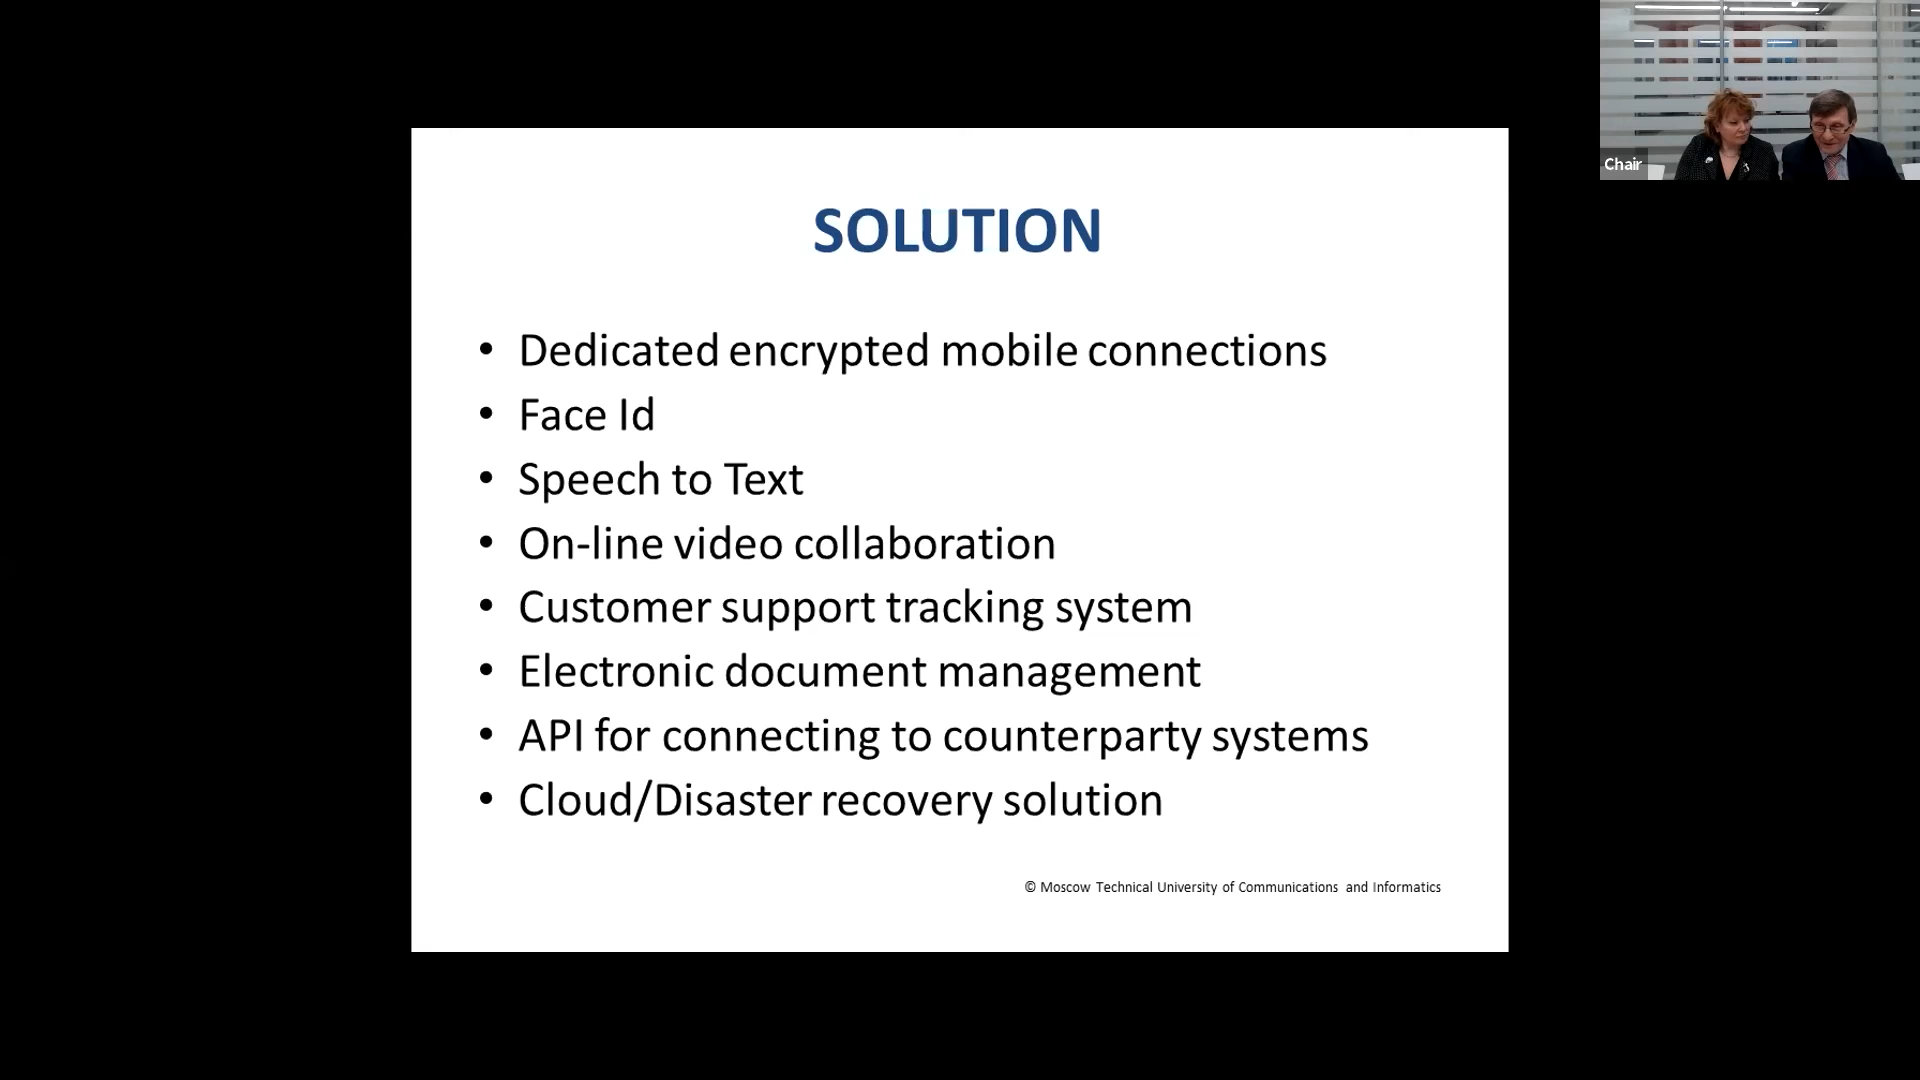 Chair
SOLUTION
• Dedicated encrypted mobile connections
• Face Id
• Speech to Text
• On-line video collaboration
• Customer support tracking system
• Electronic document management
• API for connecting to counterparty systems
• Cloud/Disaster recovery solution
© Moscow Technical University of Communications and Informatics